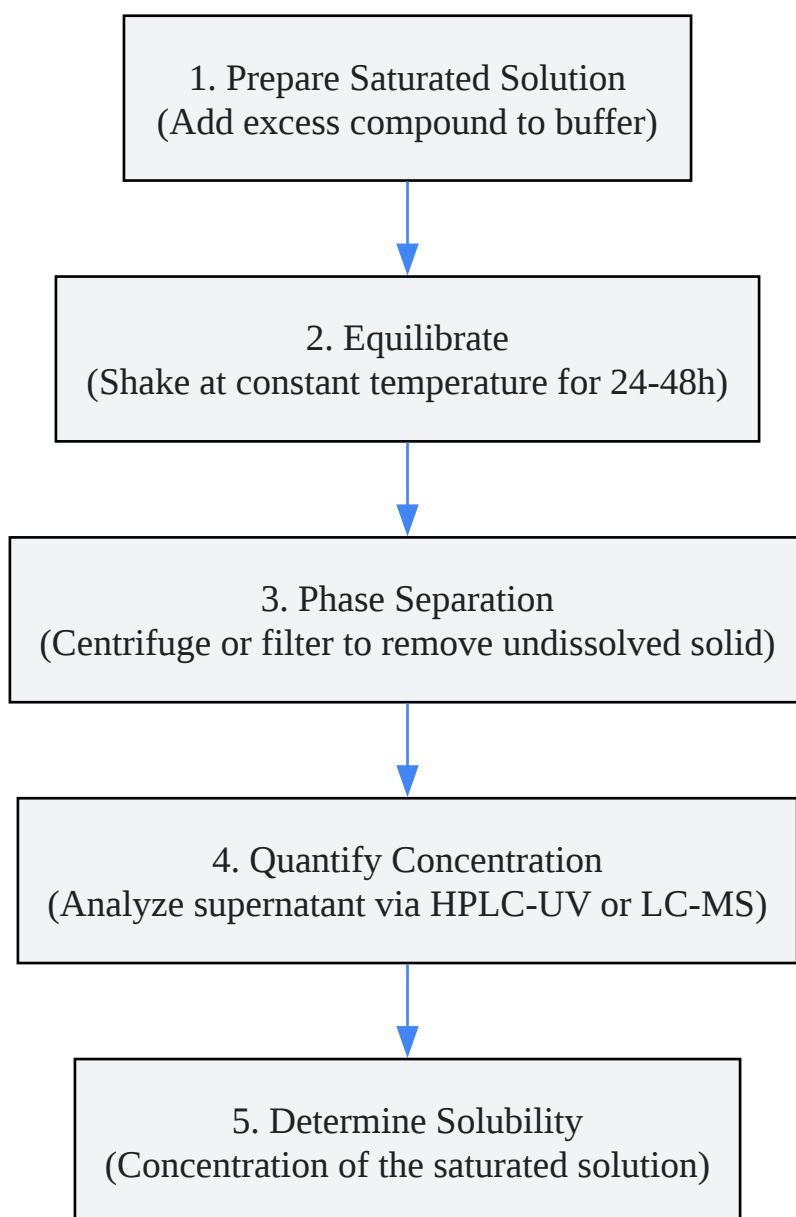 1. Prepare Saturated Solution
(Add excess compound to buffer)
2. Equilibrate
(Shake at constant temperature for 24-48h)
3. Phase Separation
(Centrifuge or filter to remove undissolved solid)
4. Quantify Concentration
(Analyze supernatant via HPLC-UV or LC-MS)
5. Determine Solubility
(Concentration of the saturated solution)